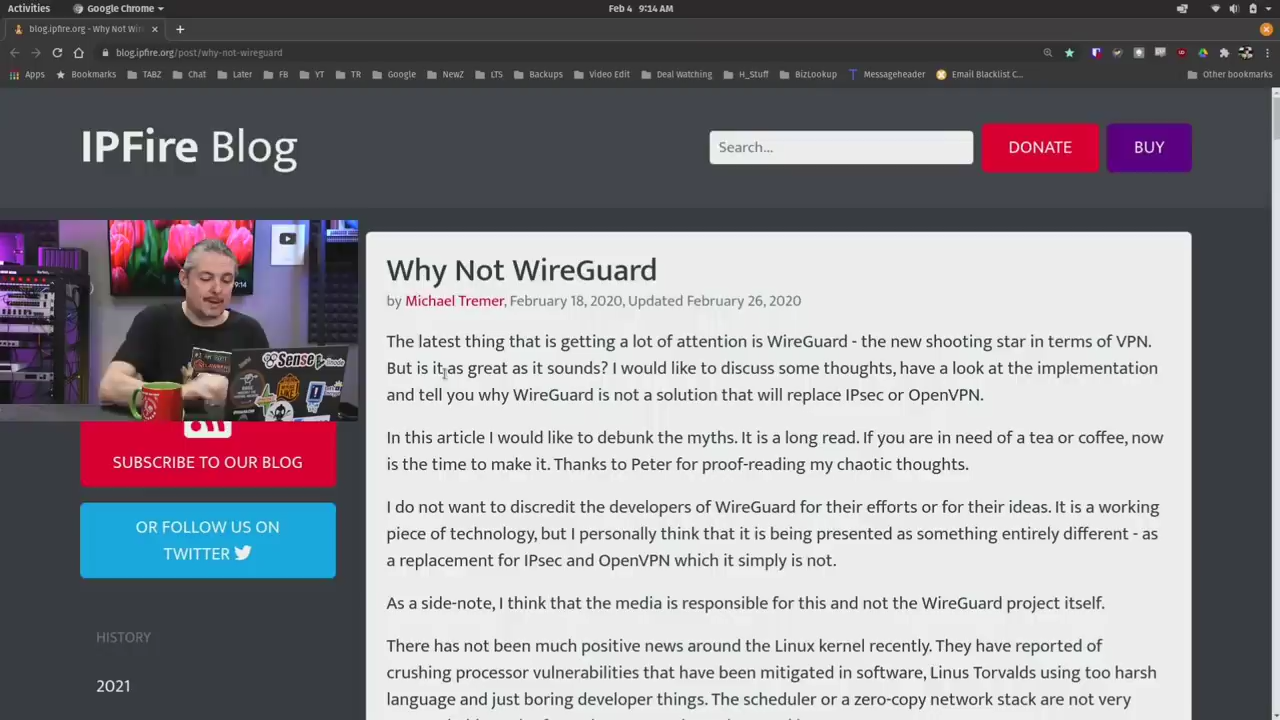 Activities
Google Chrome
Feb 4 9:14 AM
blog.ipfire.org - Why Not Wir
blog.ipfire.org/post/why-not-wireguard
Apps Bookmarks TABZ Chat Later FB YT TR Google NewZ LTS Backups Video Edit Deal Watching H_Stuff BizLookup Messageheader Email Blacklist C... Other bookmarks
IPFire Blog
Search...
DONATE
BUY
9:14
SUBSCRIBE TO OUR BLOG
OR FOLLOW US ON
TWITTER
HISTORY
2021
Why Not WireGuard
by Michael Tremer, February 18, 2020, Updated February 26, 2020
The latest thing that is getting a lot of attention is WireGuard - the new shooting star in terms of VPN.
But is it as great as it sounds? I would like to discuss some thoughts, have a look at the implementation
and tell you why WireGuard is not a solution that will replace IPsec or OpenVPN.
In this article I would like to debunk the myths. It is a long read. If you are in need of a tea or coffee, now
is the time to make it. Thanks to Peter for proof-reading my chaotic thoughts.
I do not want to discredit the developers of WireGuard for their efforts or for their ideas. It is a working
piece of technology, but I personally think that it is being presented as something entirely different - as
a replacement for IPsec and OpenVPN which it simply is not.
As a side-note, I think that the media is responsible for this and not the WireGuard project itself.
There has not been much positive news around the Linux kernel recently. They have reported of
crushing processor vulnerabilities that have been mitigated in software, Linus Torvalds using too harsh
language and just boring developer things. The scheduler or a zero-copy network stack are not very